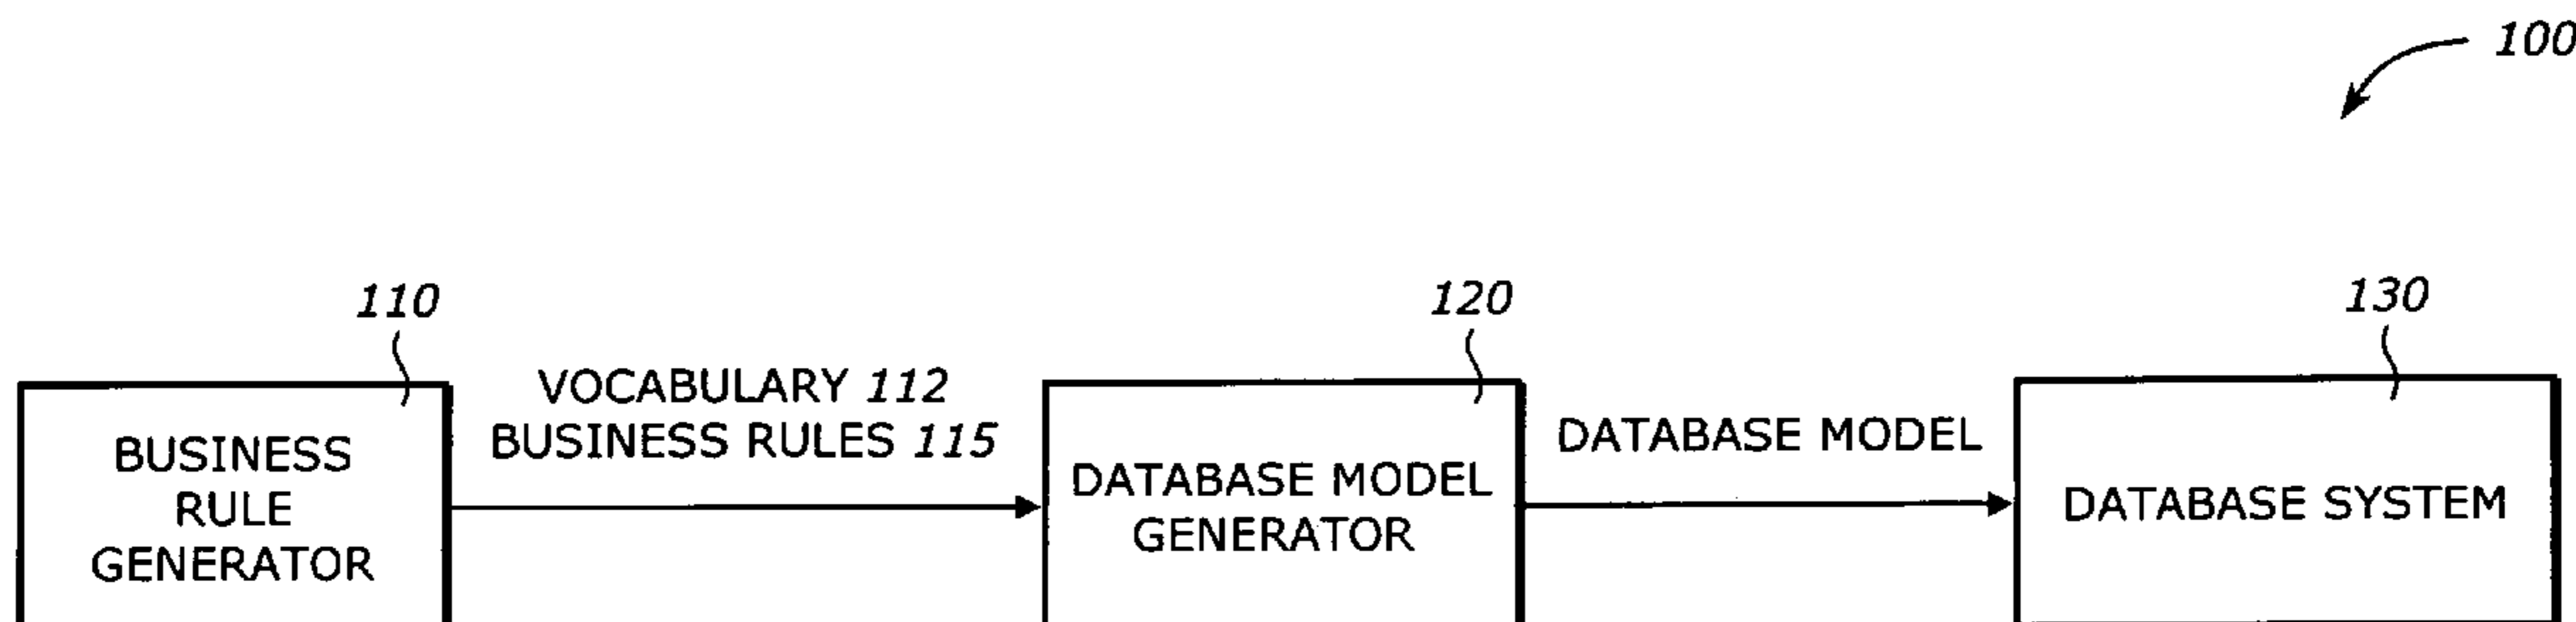 100
110
120
130
VOCABULARY 112
BUSINESS RULES 115
DATABASE MODEL
BUSINESS
RULE
GENERATOR
DATABASE MODEL
GENERATOR
DATABASE SYSTEM